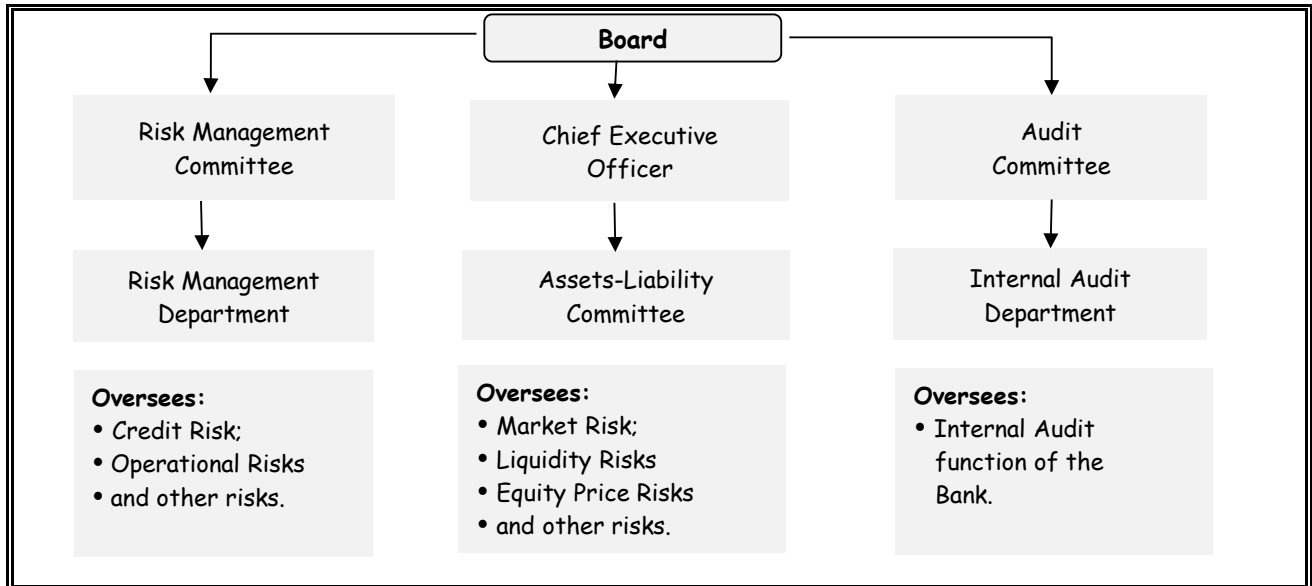 Board
Risk Management
Committee
Chief Executive
Officer
Audit
Committee
Risk Management
Department
Assets-Liability
Committee
Internal Audit
Department
Oversees:
• Credit Risk;
• Operational Risks
• and other risks.
Oversees:
• Market Risk;
• Liquidity Risks
• Equity Price Risks
• and other risks.
Oversees:
• Internal Audit
function of the
Bank.